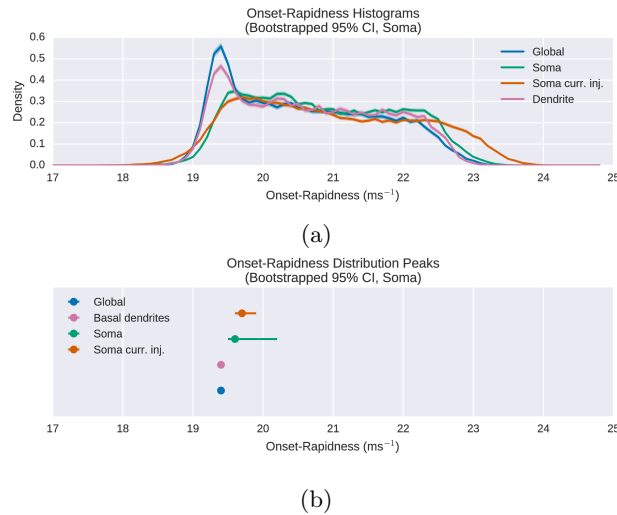 Onset-Rapidness Histograms
(Bootstrapped 95% CI, Soma)
0.6
0.5
0.4
0.3
0.2
0.1
0.0
Density
Global
Soma
Soma curr. inj.
Dendrite
17 18 19 20 21 22 23 24 25
Onset-Rapidness (ms⁻¹)
(a)
Onset-Rapidness Distribution Peaks
(Bootstrapped 95% CI, Soma)
Global
Basal dendrites
Soma
Soma curr. inj.
17 18 19 20 21 22 23 24 25
Onset-Rapidness (ms⁻¹)
(b)